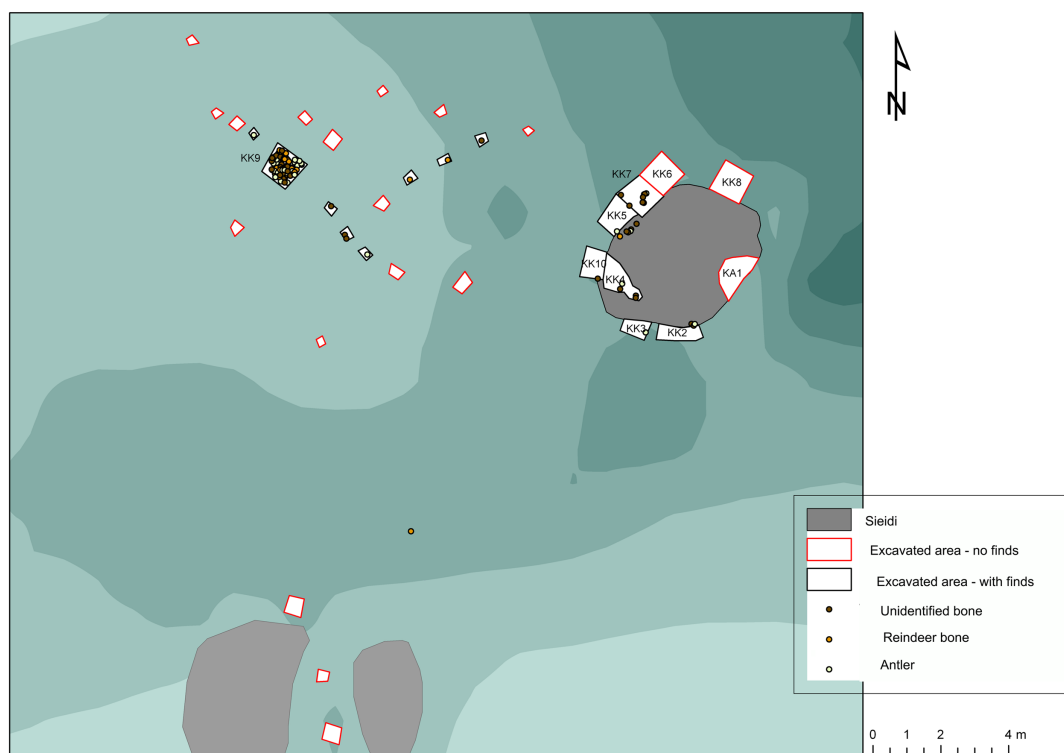 N
KK9
KK7
KK6
KK8
KK5
KK10
KK4
KA1
KK3
KK2
Sieidi
Excavated area - no finds
Excavated area - with finds
Unidentified bone
Reindeer bone
Antler
0 1 2 4 m